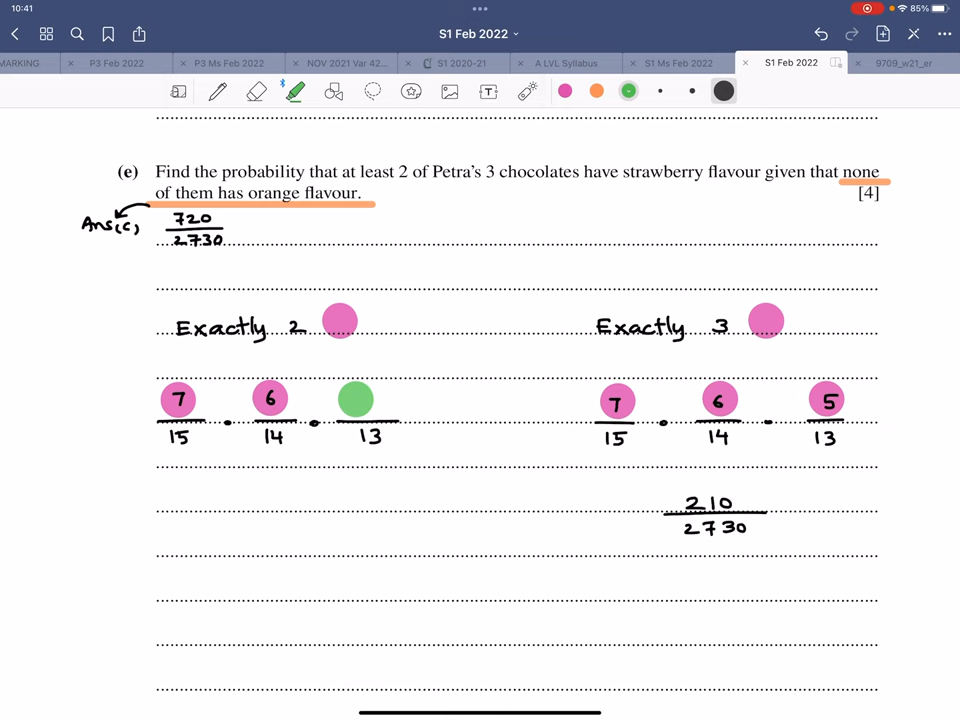 10:41
85%
S1 Feb 2022
MARKING
P3 Feb 2022
P3 Ms Feb 2022
NOV 2021 Var 42...
S1 2020-21
A LVL Syllabus
S1 Ms Feb 2022
S1 Feb 2022
9709_w21_er
(e) Find the probability that at least 2 of Petra's 3 chocolates have strawberry flavour given that none
of them has orange flavour. [4]
Ans(c) 720
2730
Exactly 2 Exactly 3
7 6 7 6 5
15 . 14 . 13 15 . 14 . 13
210
2730